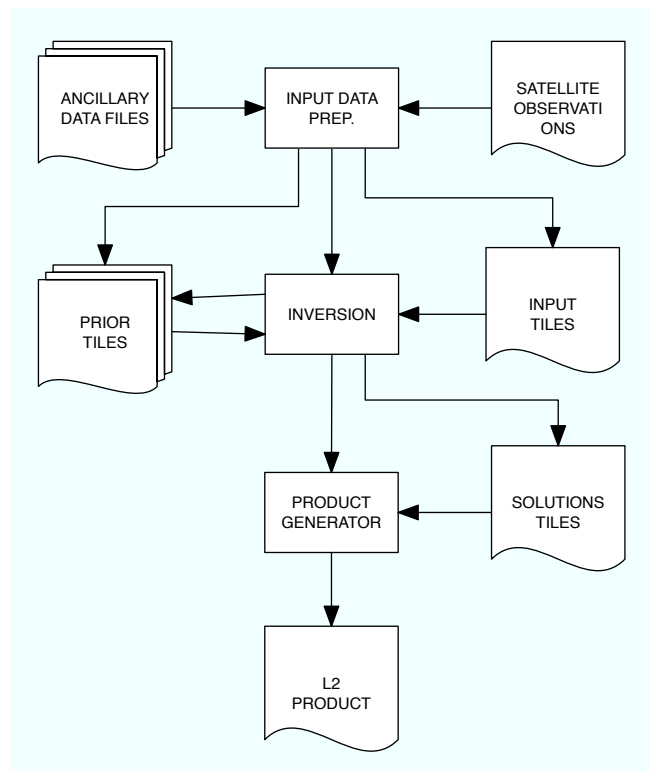 ANCILLARY
DATA FILES
INPUT DATA
PREP.
SATELLITE
OBSERVATI
ONS
PRIOR
TILES
INVERSION
INPUT
TILES
PRODUCT
GENERATOR
SOLUTIONS
TILES
L2
PRODUCT